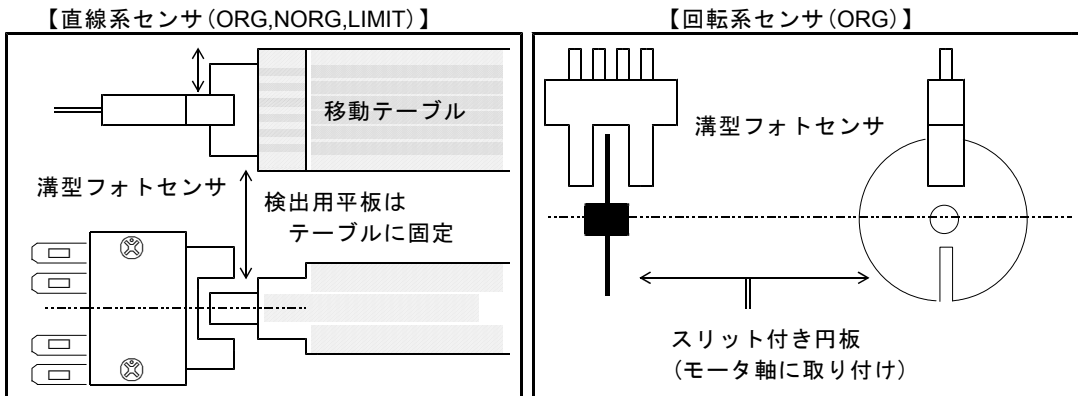 【直線系センサ(ORG,NORG,LIMIT)】
移動テーブル
溝型フォトセンサ
検出用平板は
テーブルに固定
【回転系センサ(ORG)】
溝型フォトセンサ
スリット付き円板
(モータ軸に取り付け)